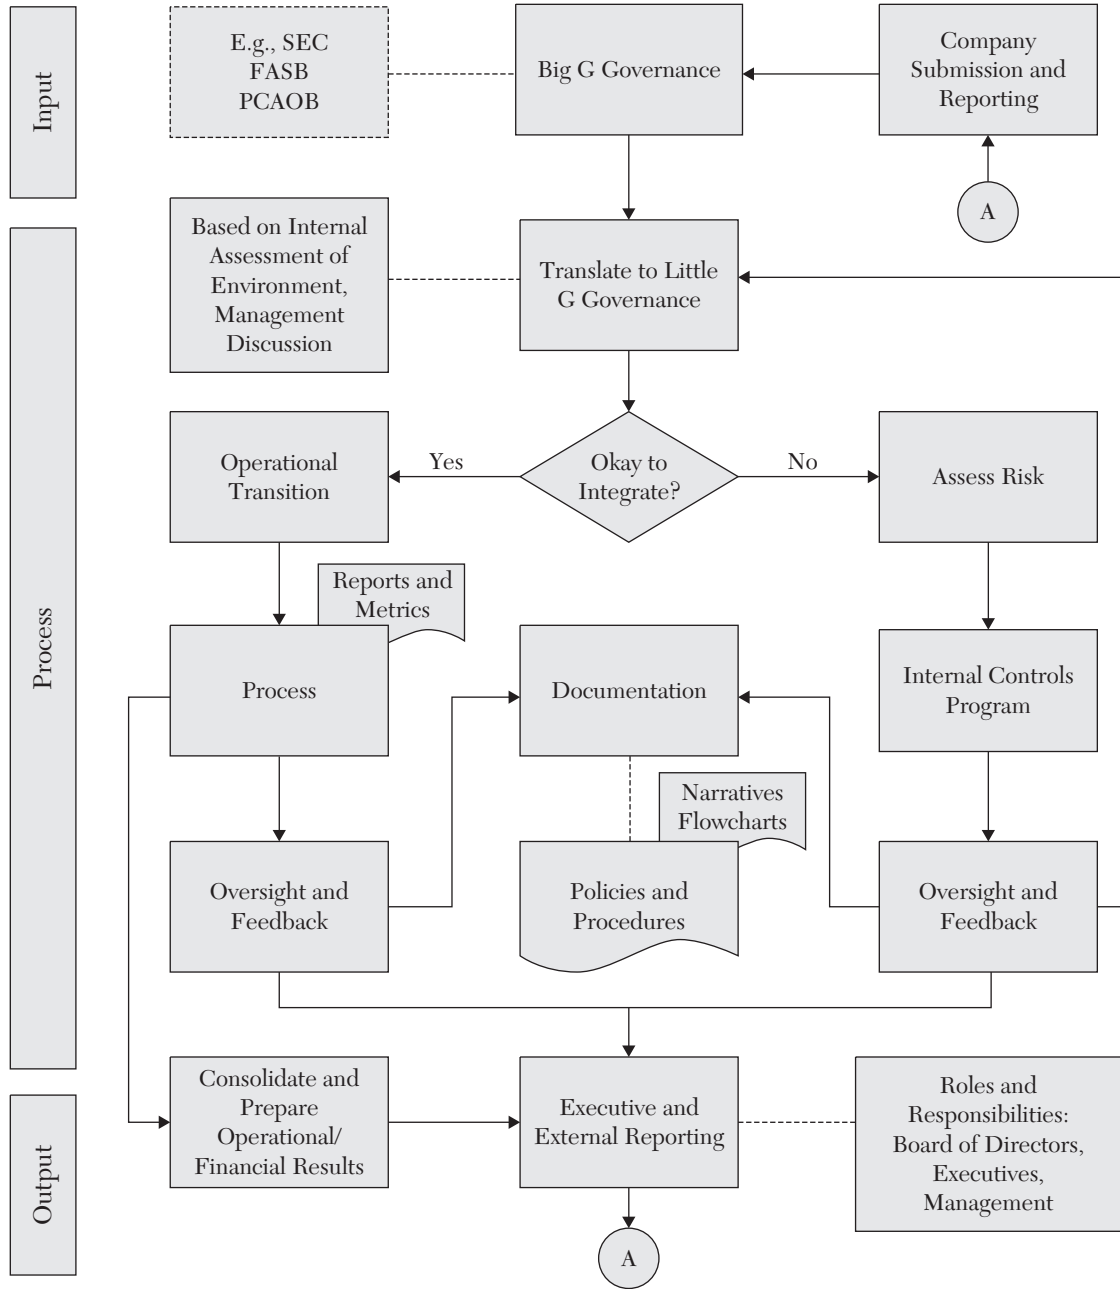 Input
E.g., SEC
FASB
PCAOB
Big G Governance
Company
Submission and
Reporting
A
Process
Based on Internal
Assessment of
Environment,
Management
Discussion
Translate to Little
G Governance
Operational
Transition
Yes
Okay to
Integrate?
No
Assess Risk
Reports and
Metrics
Process
Documentation
Internal Controls
Program
Narratives
Flowcharts
Oversight and
Feedback
Policies and
Procedures
Oversight and
Feedback
Output
Consolidate and
Prepare
Operational/
Financial Results
Executive and
External Reporting
Roles and
Responsibilities:
Board of Directors,
Executives,
Management
A